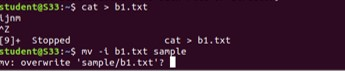 student@S33:~$ cat > b1.txt
ijnm
^Z
[9]+  Stopped                 cat > b1.txt
student@S33:~$ mv -i b1.txt sample
mv: overwrite 'sample/b1.txt'?